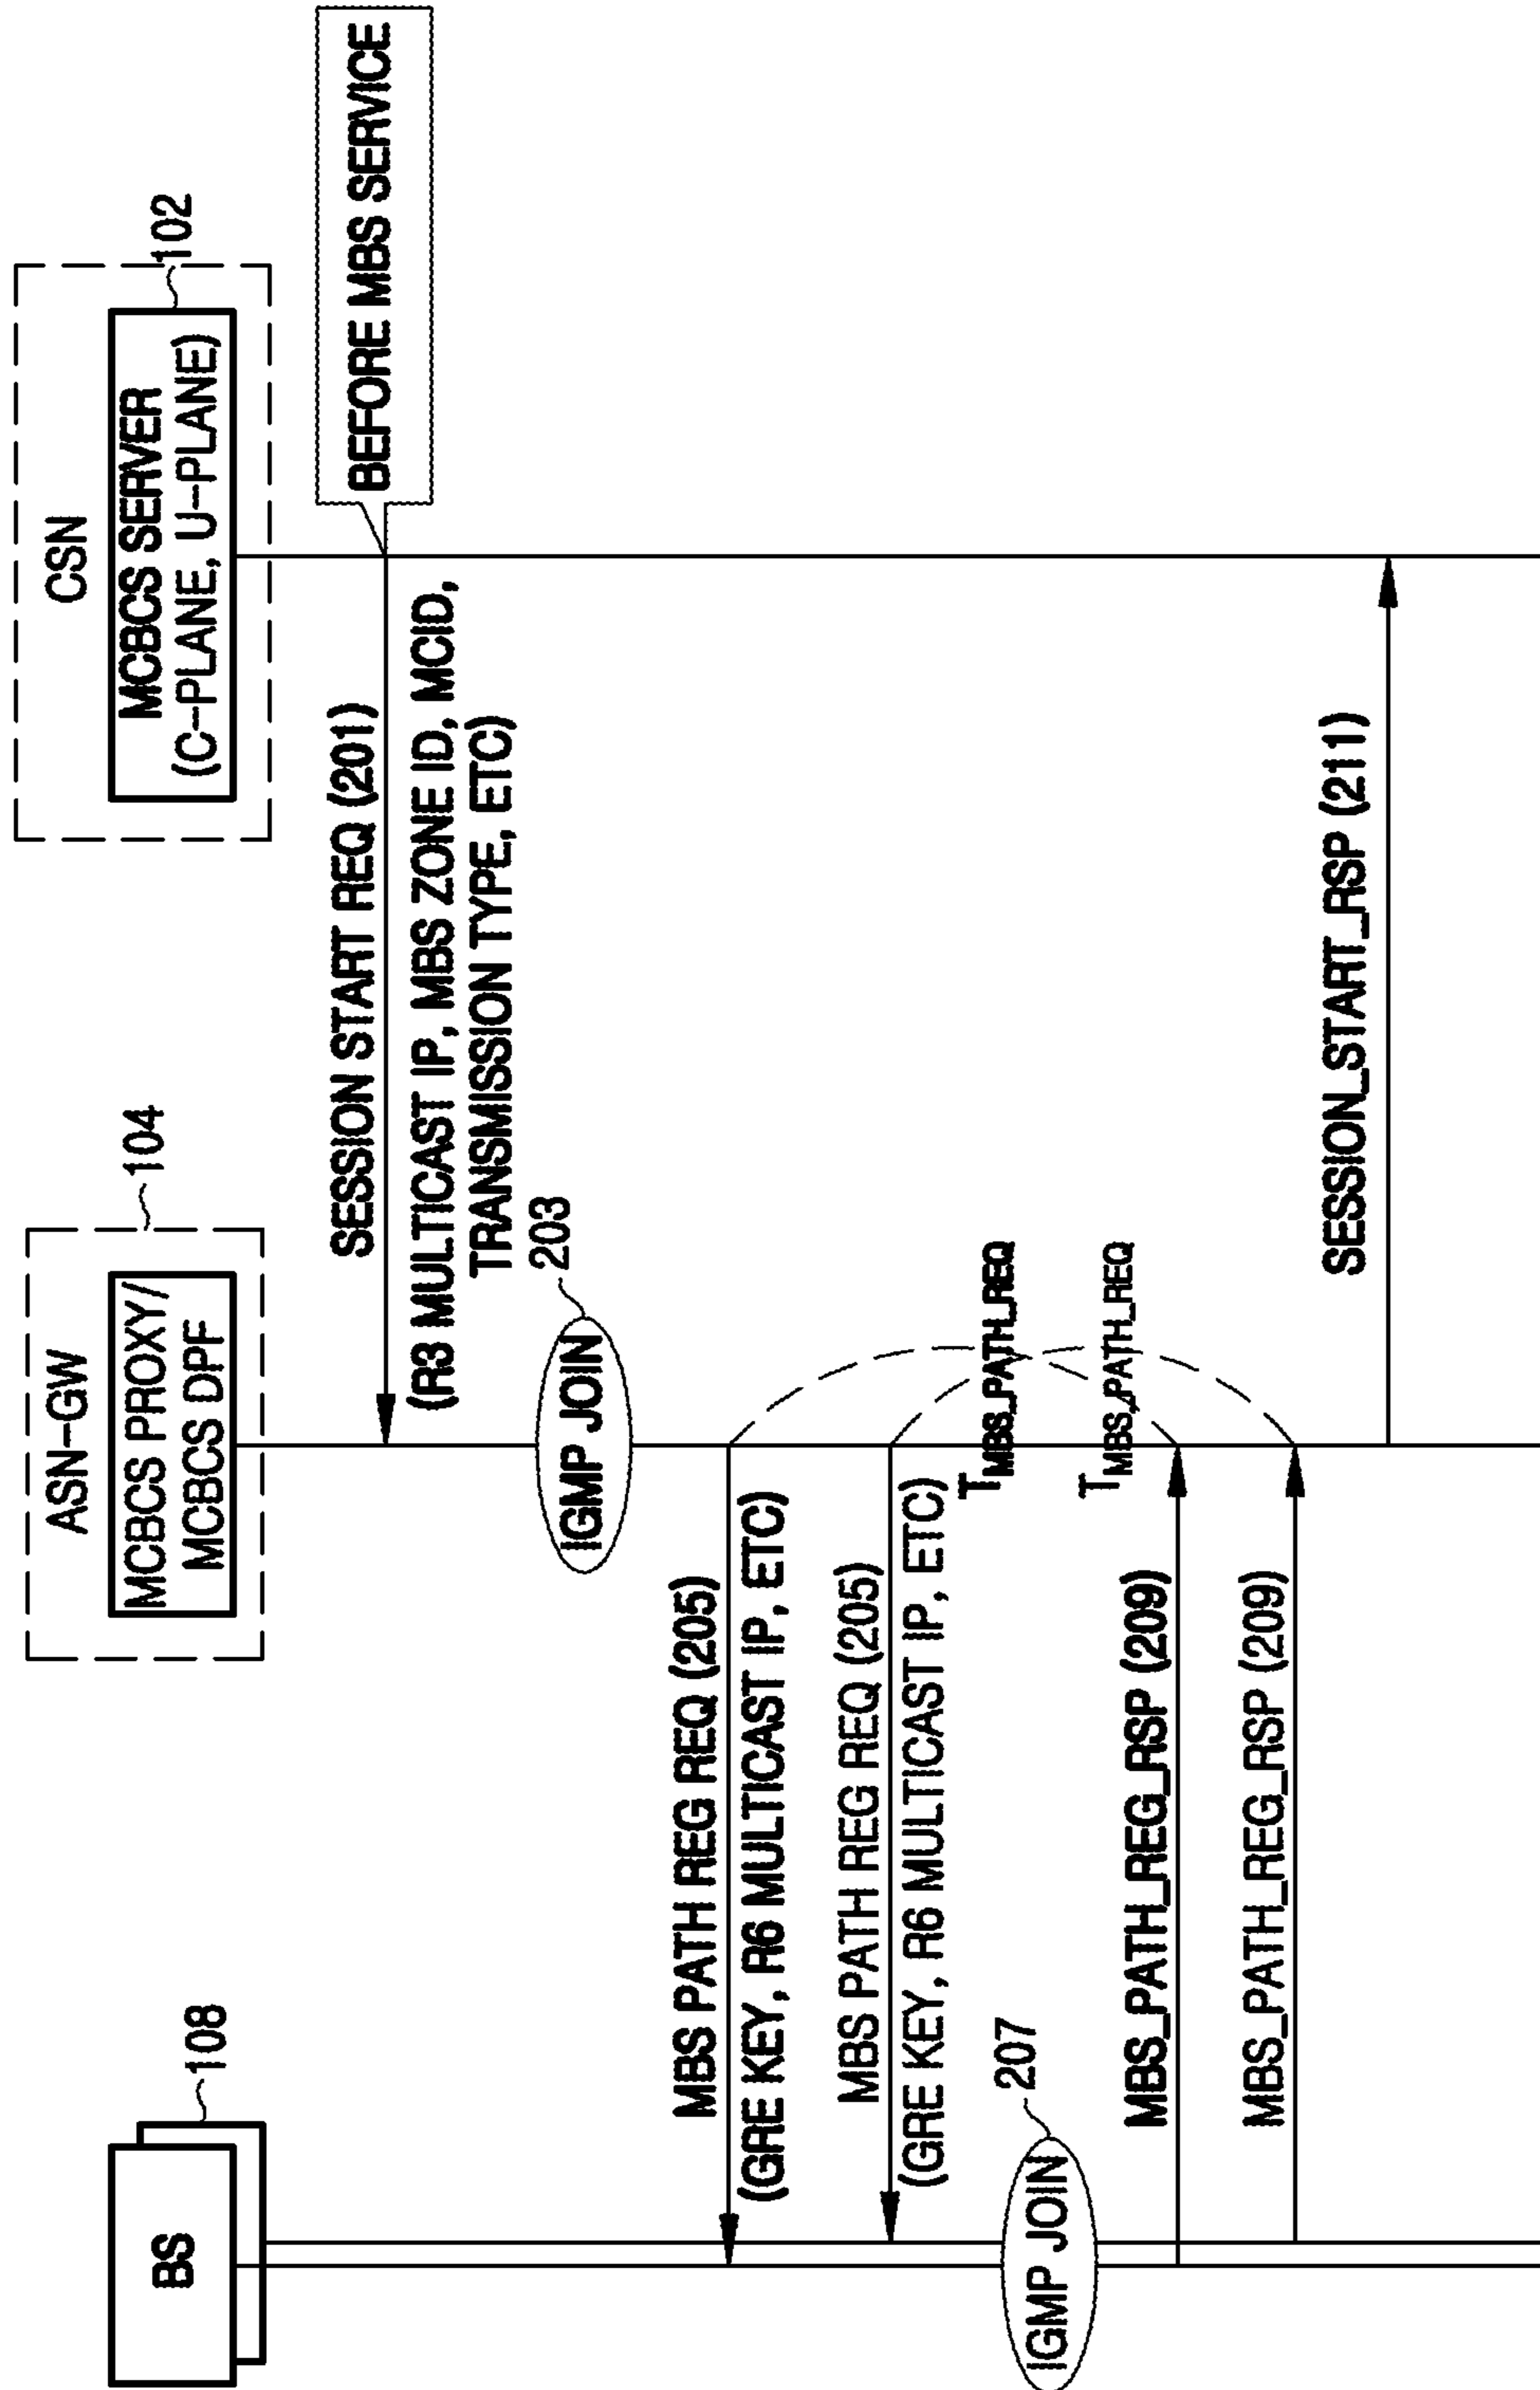 BS
108
ASN-GW
MCBCS PROXY/
MCBCS DPF
104
CSN
MCBCS SERVER
(C-PLANE, U-PLANE)
102
BEFORE MBS SERVICE
SESSION START REQ (201)
(R3 MULTICAST IP, MBS ZONE ID, MCID,
TRANSMISSION TYPE, ETC)
IGMP JOIN
203
MBS PATH REG REQ (205)
(GRE KEY, R6 MULTICAST IP, ETC)
MBS PATH REG REQ (205)
(GRE KEY, R6 MULTICAST IP, ETC)
TMBS_PATH_REQ
IGMP JOIN
207
TMBS_PATH_REQ
MBS_PATH_REG_RSP (209)
MBS_PATH_REG_RSP (209)
SESSION_START_RSP (211)